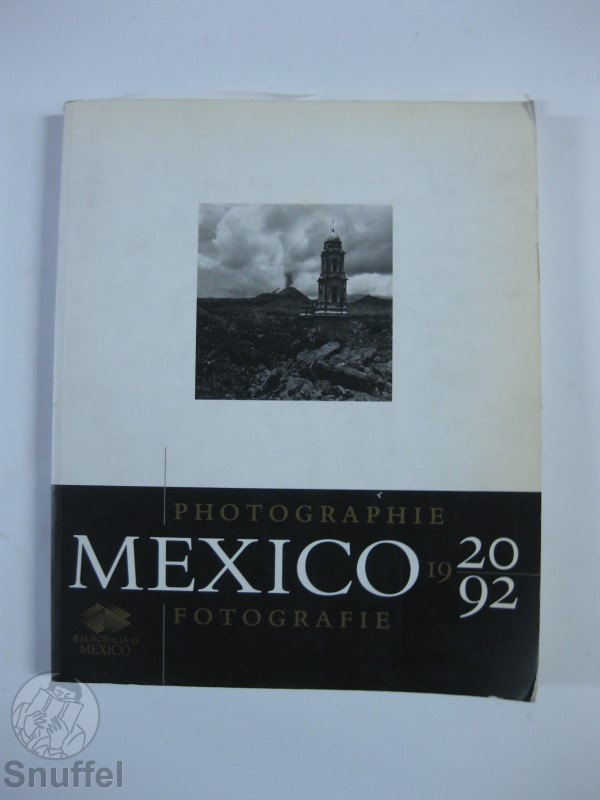 PHOTOGRAPHIE
MEXICO 19 20
92
FOTOGRAFIE
EUROPALIA 93
MEXICO
Snuffel